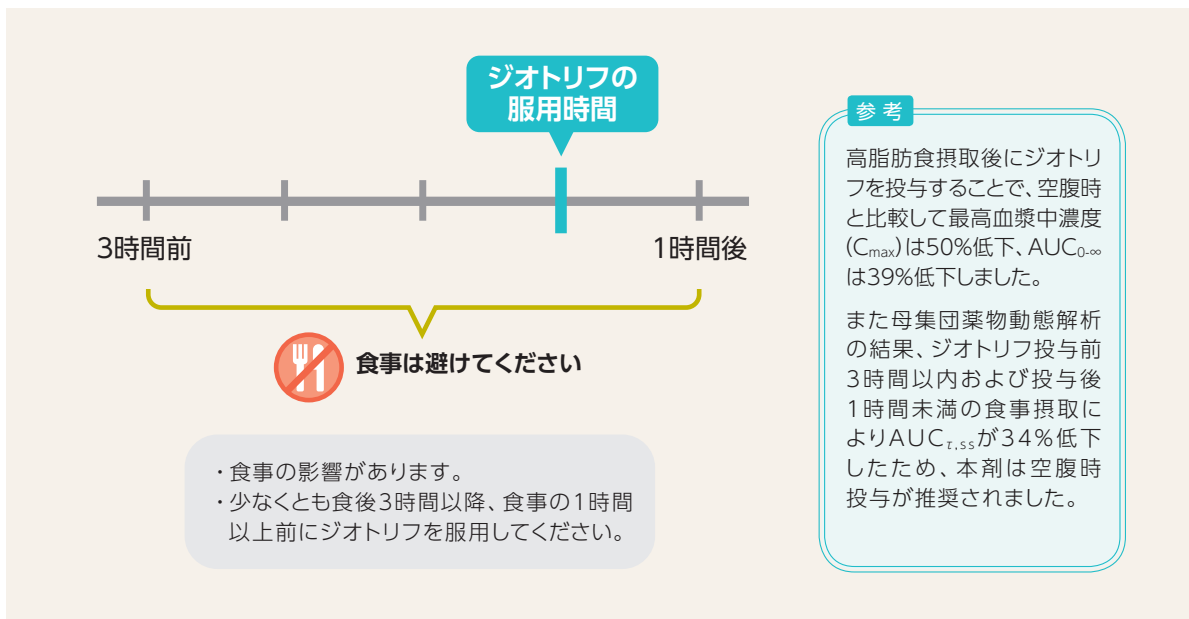 ジオトリフの
服用時間
3時間前
1時間後
食事は避けてください
・食事の影響があります。
・少なくとも食後3時間以降、食事の1時間
以上前にジオトリフを服用してください。
参考
高脂肪食摂取後にジオトリ
フを投与することで、空腹時
と比較して最高血漿中濃度
(Cmax)は50%低下、AUC0-∞
は39%低下しました。
また母集団薬物動態解析
の結果、ジオトリフ投与前
3時間以内および投与後
1時間未満の食事摂取に
よりAUCτ,ssが34%低下
したため、本剤は空腹時
投与が推奨されました。